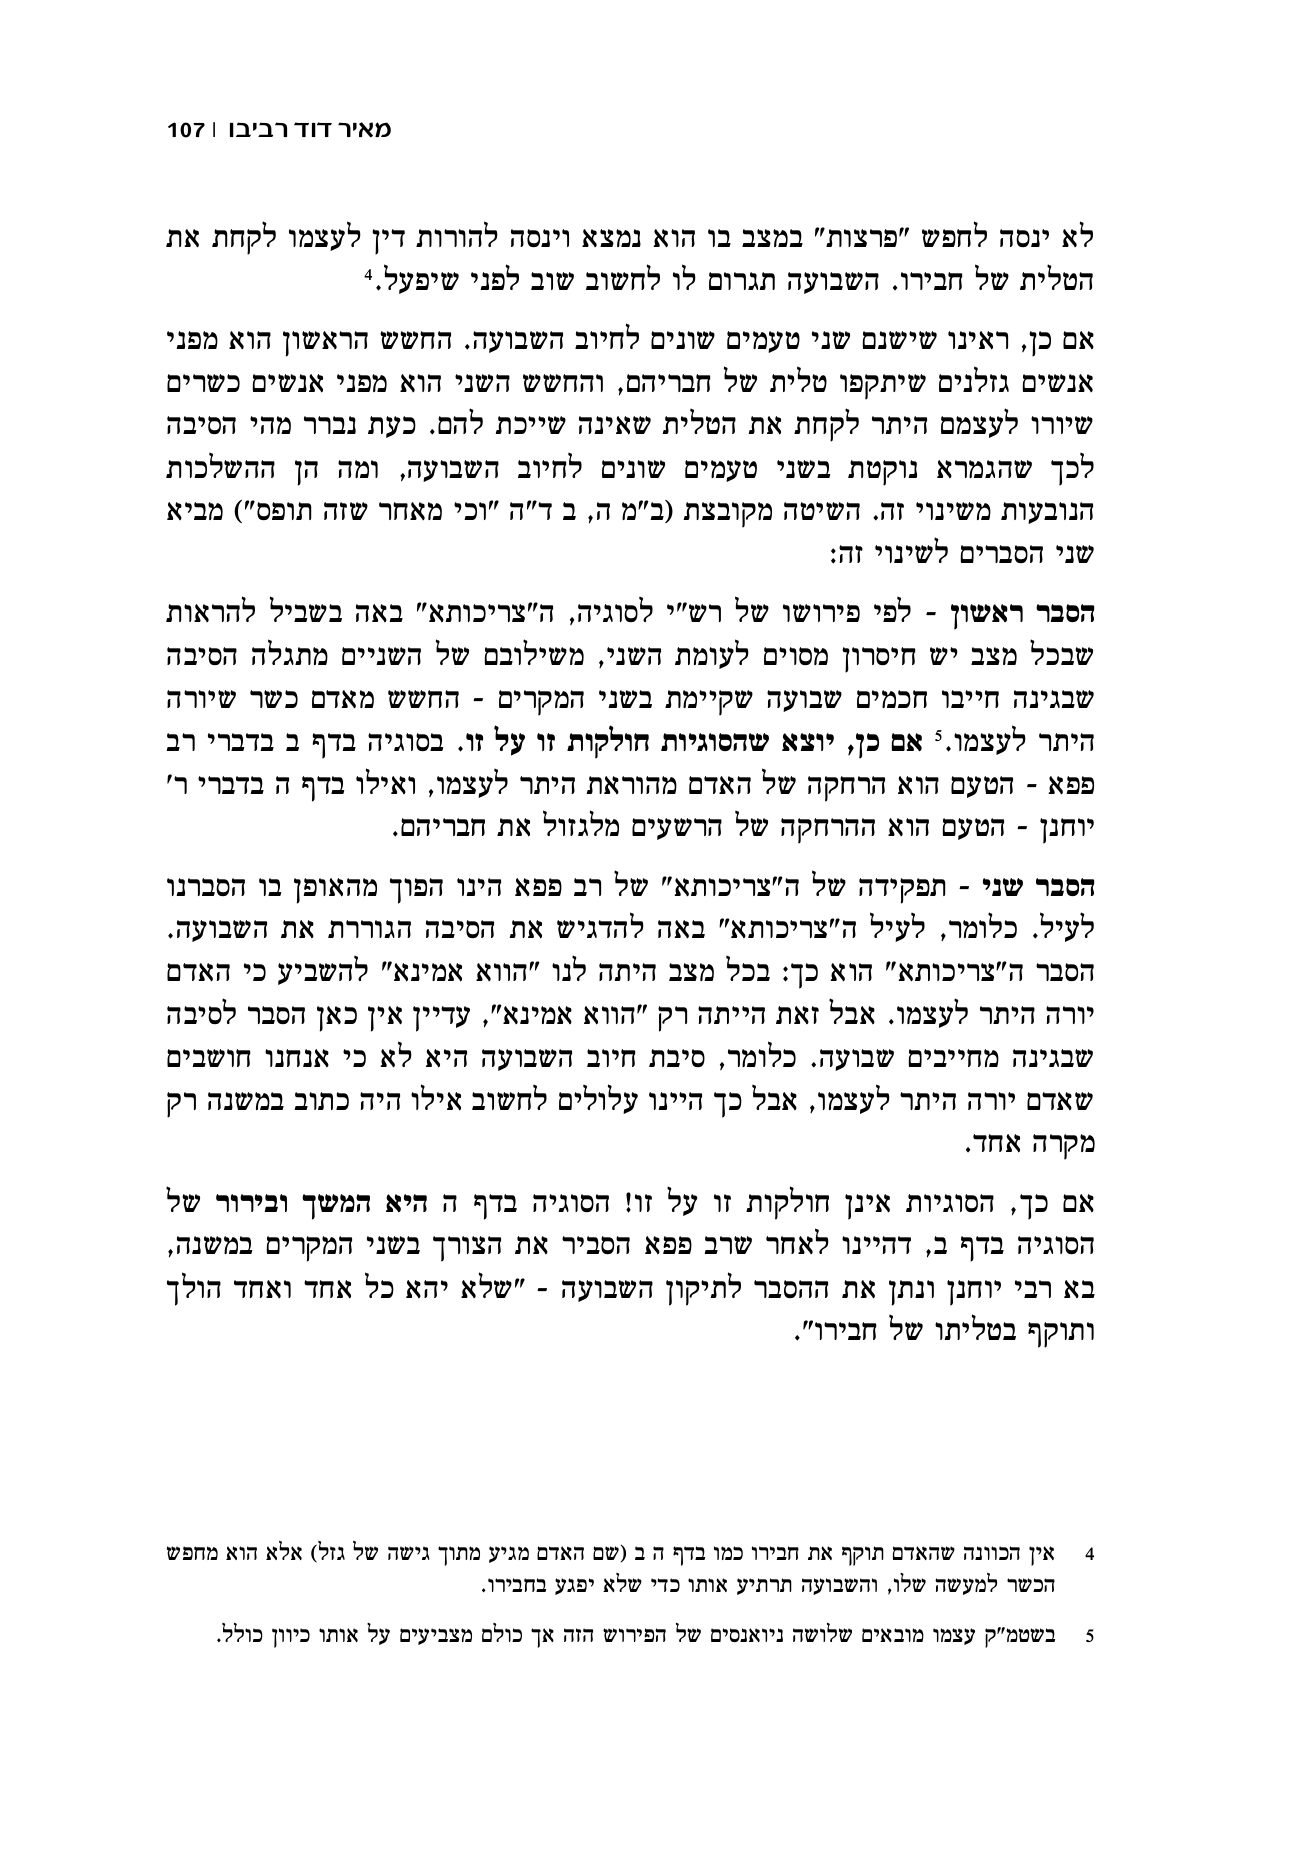 מאיר דוד רביבו | 107
לא ינסה לחפש "פרצות" במצב בו הוא נמצא וינסה להורות דין לעצמו לקחת את
הטלית של חבירו. השבועה תגרום לו לחשוב שוב לפני שיפעל.4
אם כן, ראינו שישנם שני טעמים שונים לחיוב השבועה. החשש הראשון הוא מפני
אנשים גזלנים שיתקפו טלית של חבריהם, והחשש השני הוא מפני אנשים כשרים
שיורו לעצמם היתר לקחת את הטלית שאינה שייכת להם. כעת נברר מהי הסיבה
לכך שהגמרא נוקטת בשני טעמים שונים לחיוב השבועה, ומה הן ההשלכות
הנובעות משינוי זה. השיטה מקובצת (ב"מ ה, ב ד"ה "וכי מאחר שזה תופס") מביא
שני הסברים לשינוי זה:
הסבר ראשון - לפי פירושו של רש"י לסוגיה, ה"צריכותא" באה בשביל להראות
שבכל מצב יש חיסרון מסוים לעומת השני, משילובם של השניים מתגלה הסיבה
שבגינה חייבו חכמים שבועה שקיימת בשני המקרים - החשש מאדם כשר שיורה
היתר לעצמו.5 אם כן, יוצא שהסוגיות חולקות זו על זו. בסוגיה בדף ב בדברי רב
פפא - הטעם הוא הרחקה של האדם מהוראת היתר לעצמו, ואילו בדף ה בדברי ר'
יוחנן - הטעם הוא ההרחקה של הרשעים מלגזול את חבריהם.
הסבר שני - תפקידה של ה"צריכותא" של רב פפא הינו הפוך מהאופן בו הסברנו
לעיל. כלומר, לעיל ה"צריכותא" באה להדגיש את הסיבה הגוררת את השבועה.
הסבר ה"צריכותא" הוא כך: בכל מצב היתה לנו "הווא אמינא" להשביע כי האדם
יורה היתר לעצמו. אבל זאת הייתה רק "הווא אמינא", עדיין אין כאן הסבר לסיבה
שבגינה מחייבים שבועה. כלומר, סיבת חיוב השבועה היא לא כי אנחנו חושבים
שאדם יורה היתר לעצמו, אבל כך היינו עלולים לחשוב אילו היה כתוב במשנה רק
מקרה אחד.
אם כך, הסוגיות אינן חולקות זו על זו! הסוגיה בדף ה היא המשך ובירור של
הסוגיה בדף ב, דהיינו לאחר שרב פפא הסביר את הצורך בשני המקרים במשנה,
בא רבי יוחנן ונתן את ההסבר לתיקון השבועה - "שלא יהא כל אחד ואחד הולך
ותוקף בטליתו של חבירו".
4 אין הכוונה שהאדם תוקף את חבירו כמו בדף ה ב (שם האדם מגיע מתוך גישה של גזל) אלא הוא מחפש
הכשר למעשה שלו, והשבועה תרתיע אותו כדי שלא יפגע בחבירו.
5 בשטמ"ק עצמו מובאים שלושה ניואנסים של הפירוש הזה אך כולם מצביעים על אותו כיוון כולל.